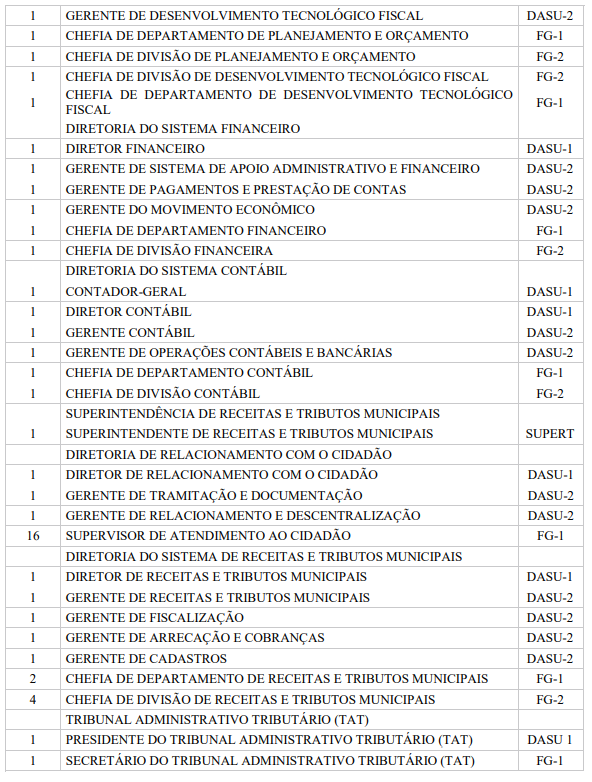 1 GERENTE DE DESENVOLVIMENTO TECNOLÓGICO FISCAL DASU-2
1 CHEFIA DE DEPARTAMENTO DE PLANEJAMENTO E ORÇAMENTO FG-1
1 CHEFIA DE DIVISÃO DE PLANEJAMENTO E ORÇAMENTO FG-2
1 CHEFIA DE DIVISÃO DE DESENVOLVIMENTO TECNOLÓGICO FISCAL FG-2
1 CHEFIA DE DEPARTAMENTO DE DESENVOLVIMENTO TECNOLÓGICO
FISCAL FG-1
DIRETORIA DO SISTEMA FINANCEIRO
1 DIRETOR FINANCEIRO DASU-1
1 GERENTE DE SISTEMA DE APOIO ADMINISTRATIVO E FINANCEIRO DASU-2
1 GERENTE DE PAGAMENTOS E PRESTAÇÃO DE CONTAS DASU-2
1 GERENTE DO MOVIMENTO ECONÔMICO DASU-2
1 CHEFIA DE DEPARTAMENTO FINANCEIRO FG-1
1 CHEFIA DE DIVISÃO FINANCEIRA FG-2
DIRETORIA DO SISTEMA CONTÁBIL
1 CONTADOR-GERAL DASU-1
1 DIRETOR CONTÁBIL DASU-1
1 GERENTE CONTÁBIL DASU-2
1 GERENTE DE OPERAÇÕES CONTÁBEIS E BANCÁRIAS DASU-2
1 CHEFIA DE DEPARTAMENTO CONTÁBIL FG-1
1 CHEFIA DE DIVISÃO CONTÁBIL FG-2
SUPERINTENDÊNCIA DE RECEITAS E TRIBUTOS MUNICIPAIS
1 SUPERINTENDENTE DE RECEITAS E TRIBUTOS MUNICIPAIS SUPERT
DIRETORIA DE RELACIONAMENTO COM O CIDADÃO
1 DIRETOR DE RELACIONAMENTO COM O CIDADÃO DASU-1
1 GERENTE DE TRAMITAÇÃO E DOCUMENTAÇÃO DASU-2
1 GERENTE DE RELACIONAMENTO E DESCENTRALIZAÇÃO DASU-2
16 SUPERVISOR DE ATENDIMENTO AO CIDADÃO FG-1
DIRETORIA DO SISTEMA DE RECEITAS E TRIBUTOS MUNICIPAIS
1 DIRETOR DE RECEITAS E TRIBUTOS MUNICIPAIS DASU-1
1 GERENTE DE RECEITAS E TRIBUTOS MUNICIPAIS DASU-2
1 GERENTE DE FISCALIZAÇÃO DASU-2
1 GERENTE DE ARRECAÇÃO E COBRANÇAS DASU-2
1 GERENTE DE CADASTROS DASU-2
2 CHEFIA DE DEPARTAMENTO DE RECEITAS E TRIBUTOS MUNICIPAIS FG-1
4 CHEFIA DE DIVISÃO DE RECEITAS E TRIBUTOS MUNICIPAIS FG-2
TRIBUNAL ADMINISTRATIVO TRIBUTÁRIO (TAT)
1 PRESIDENTE DO TRIBUNAL ADMINISTRATIVO TRIBUTÁRIO (TAT) DASU 1
1 SECRETÁRIO DO TRIBUNAL ADMINISTRATIVO TRIBUTÁRIO (TAT) FG-1